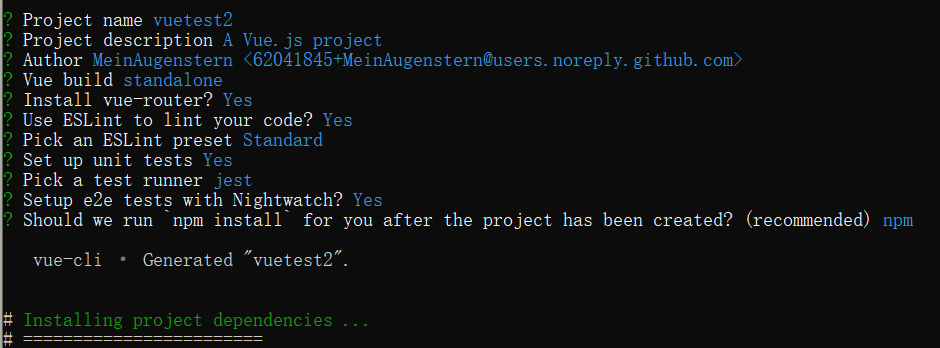 ? Project name vuetest2
? Project description A Vue.js project
? Author MeinAugenstern <62041845+MeinAugenstern@users.noreply.github.com>
? Vue build standalone
? Install vue-router? Yes
? Use ESLint to lint your code? Yes
? Pick an ESLint preset Standard
? Set up unit tests Yes
? Pick a test runner jest
? Setup e2e tests with Nightwatch? Yes
? Should we run `npm install` for you after the project has been created? (recommended) npm
vue-cli · Generated "vuetest2".
# Installing project dependencies ...
# ========================